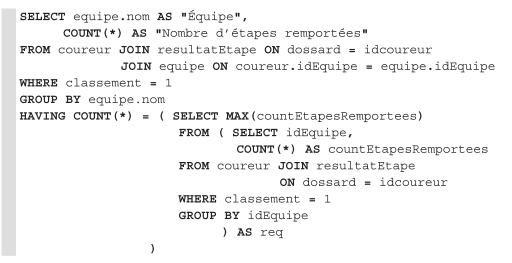 SELECT equipe.nom AS "Équipe",
COUNT(*) AS "Nombre d'étapes remportées"
FROM coureur JOIN resultatEtape ON dossard = idcoureur
JOIN equipe ON coureur.idEquipe = equipe.idEquipe
WHERE classement = 1
GROUP BY equipe.nom
HAVING COUNT(*) = ( SELECT MAX(countEtapesRemportees)
FROM ( SELECT idEquipe,
COUNT(*) AS countEtapesRemportees
FROM coureur JOIN resultatEtape
ON dossard = idcoureur
WHERE classement = 1
GROUP BY idEquipe
) AS req
)